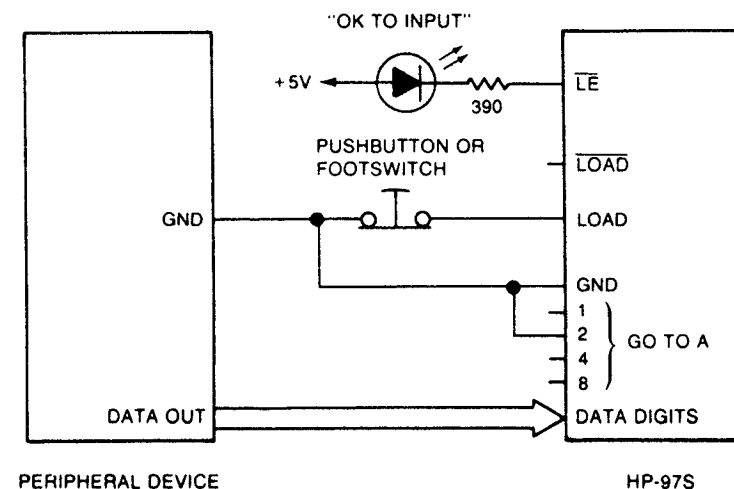 "OK TO INPUT"
+5V
390
LE
PUSHBUTTON OR
FOOTSWITCH
LOAD
GND
LOAD
GND
1
2
4
8
GO TO A
DATA OUT
DATA DIGITS
PERIPHERAL DEVICE
HP-97S